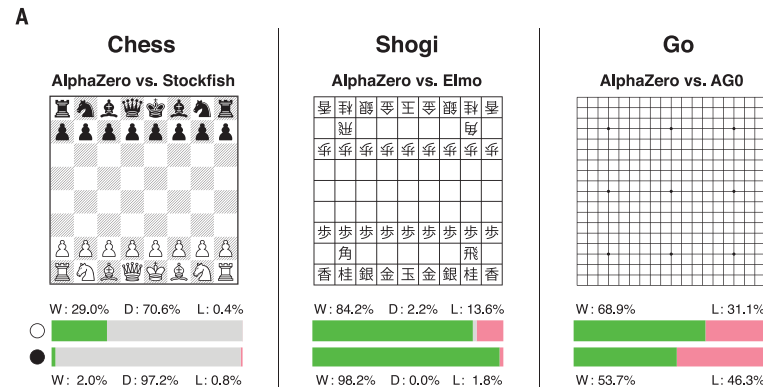 A
Chess
Shogi
Go
AlphaZero vs. Stockfish
AlphaZero vs. Elmo
AlphaZero vs. AG0
香桂銀金王金銀桂香
飛 角
歩歩歩歩歩歩歩歩歩
歩歩歩歩歩歩歩歩歩
角 飛
香桂銀金玉金銀桂香
W: 29.0% D: 70.6% L: 0.4%
W: 84.2% D: 2.2% L: 13.6%
W: 68.9% L: 31.1%
W: 2.0% D: 97.2% L: 0.8%
W: 98.2% D: 0.0% L: 1.8%
W: 53.7% L: 46.3%